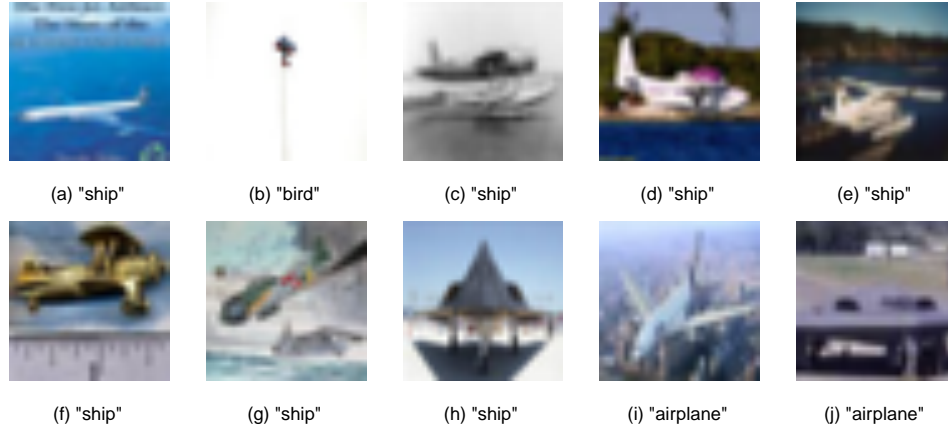 (a) "ship"
(b) "bird"
(c) "ship"
(d) "ship"
(e) "ship"
(f) "ship"
(g) "ship"
(h) "ship"
(i) "airplane"
(j) "airplane"